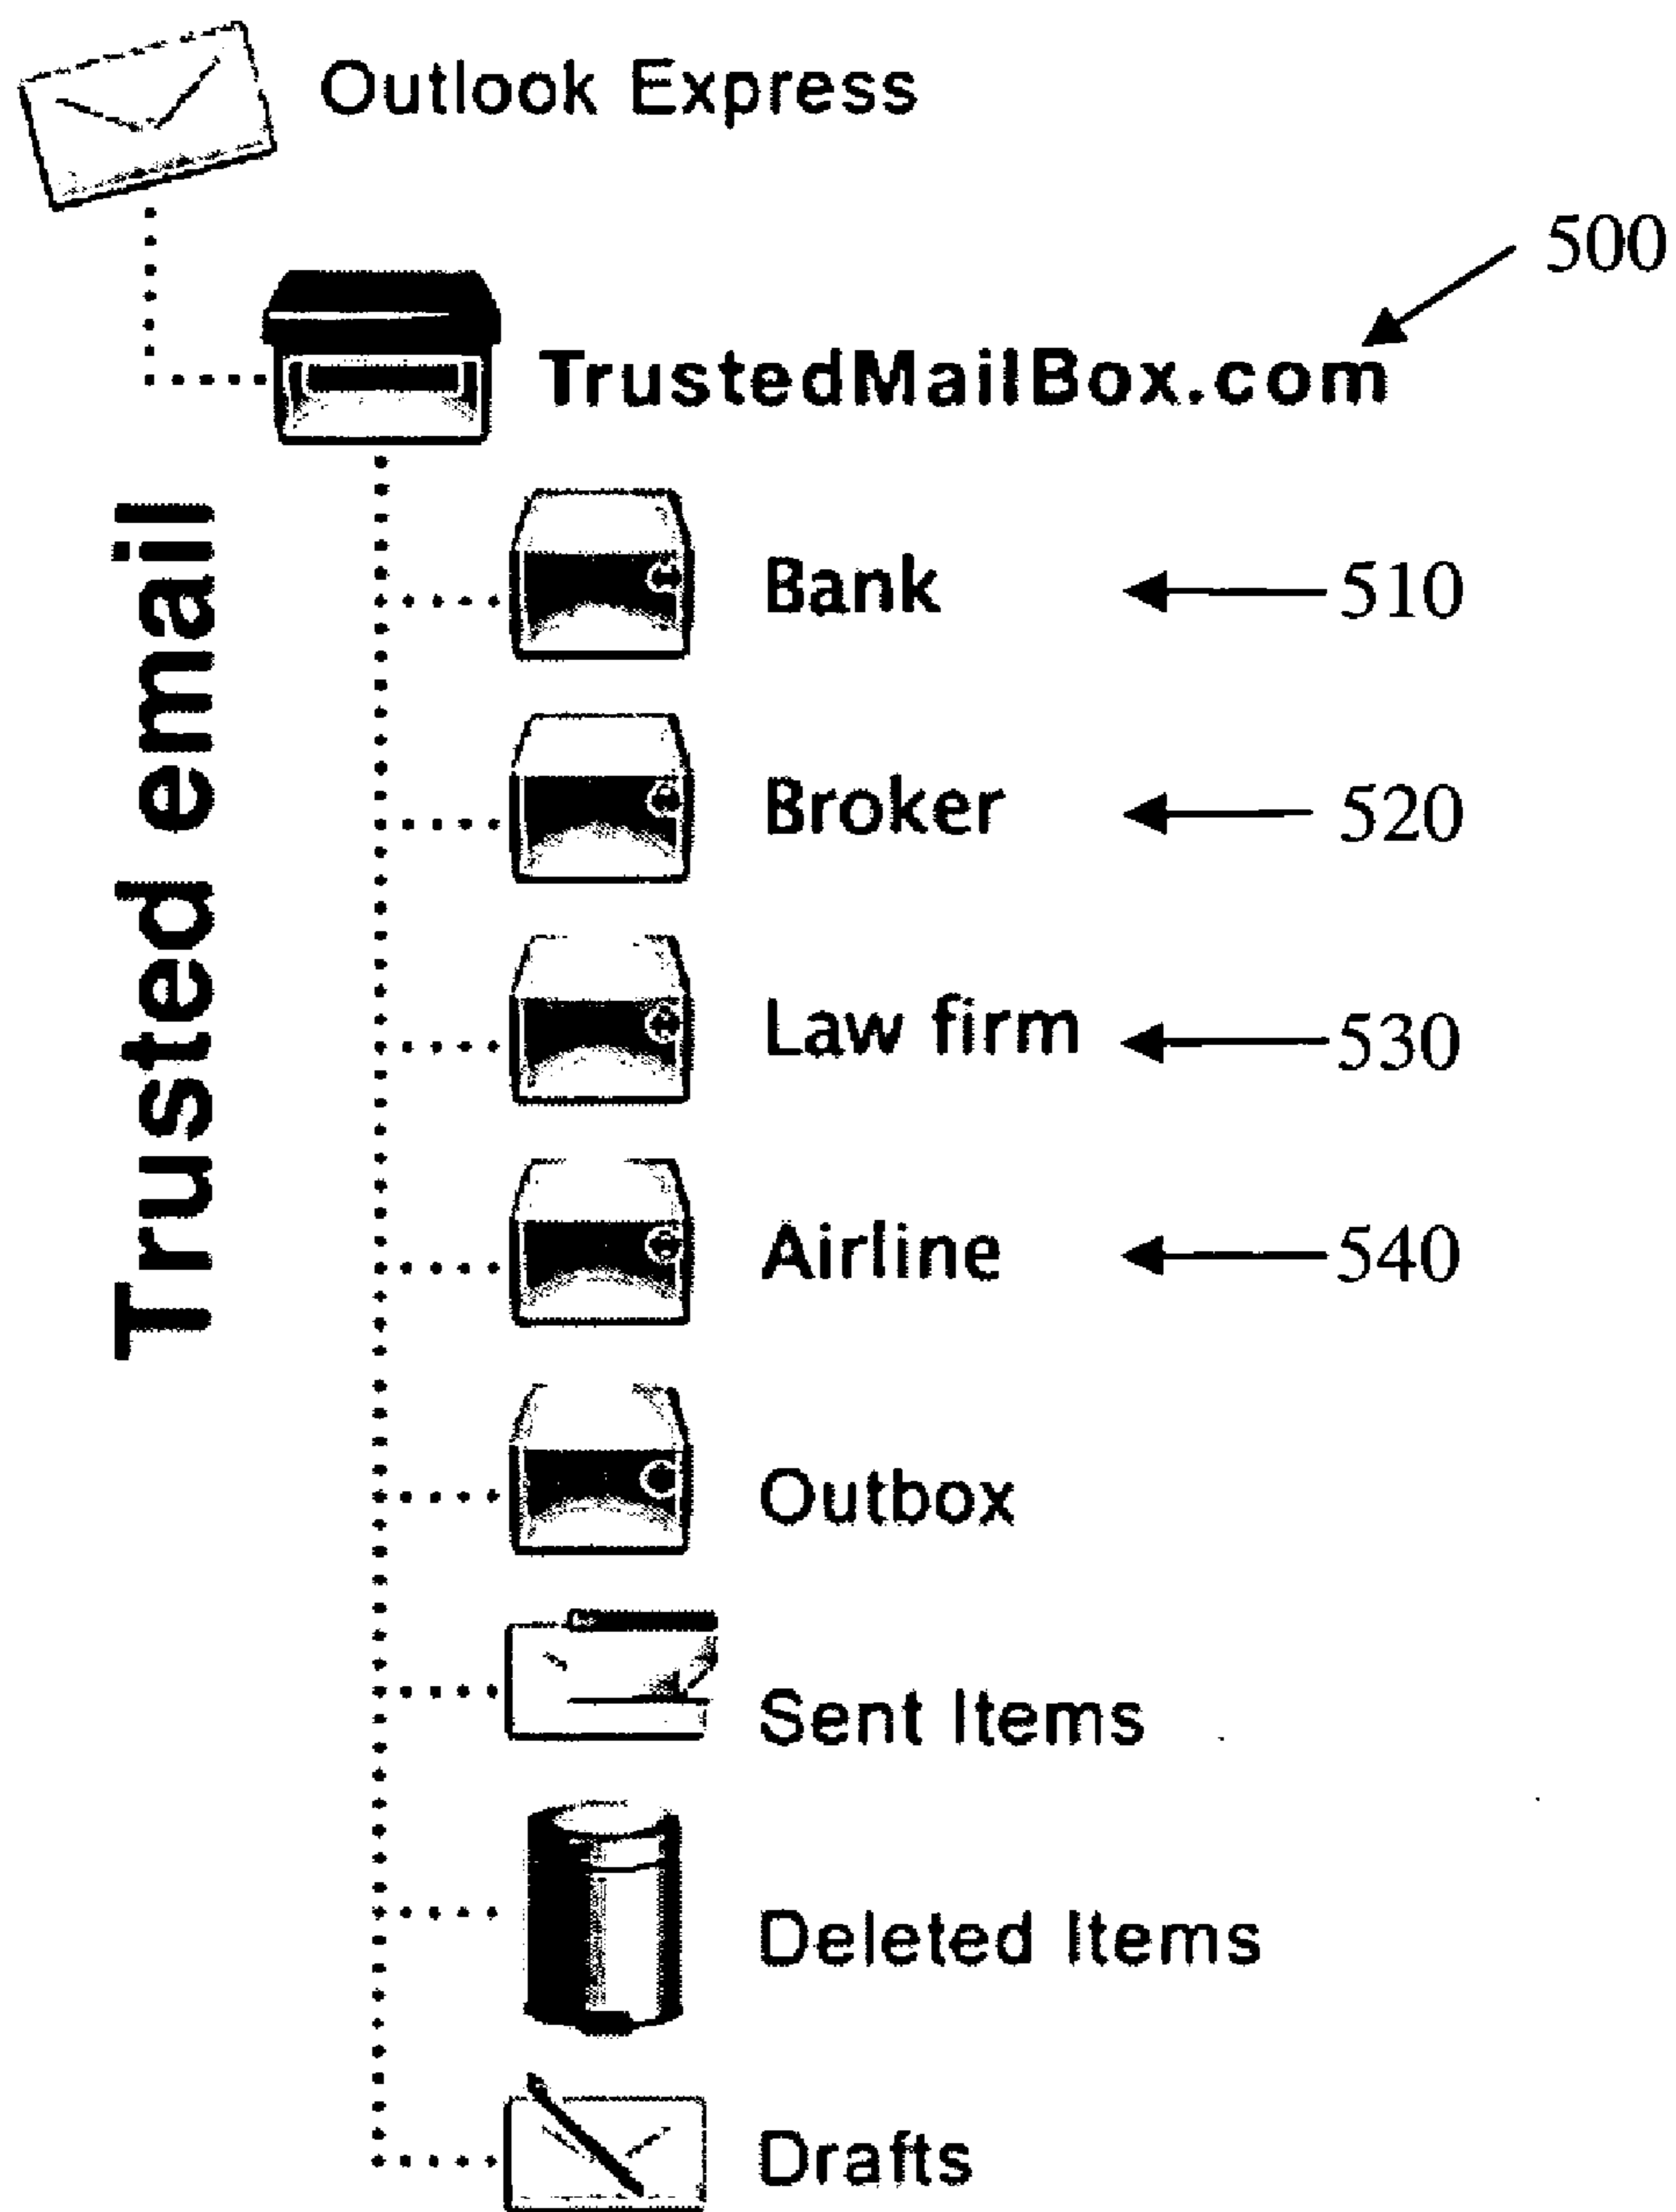 Outlook Express
500
TrustedMailBox.com
Trusted email
Bank 510
Broker 520
Law firm 530
Airline 540
Outbox
Sent Items
Deleted Items
Drafts